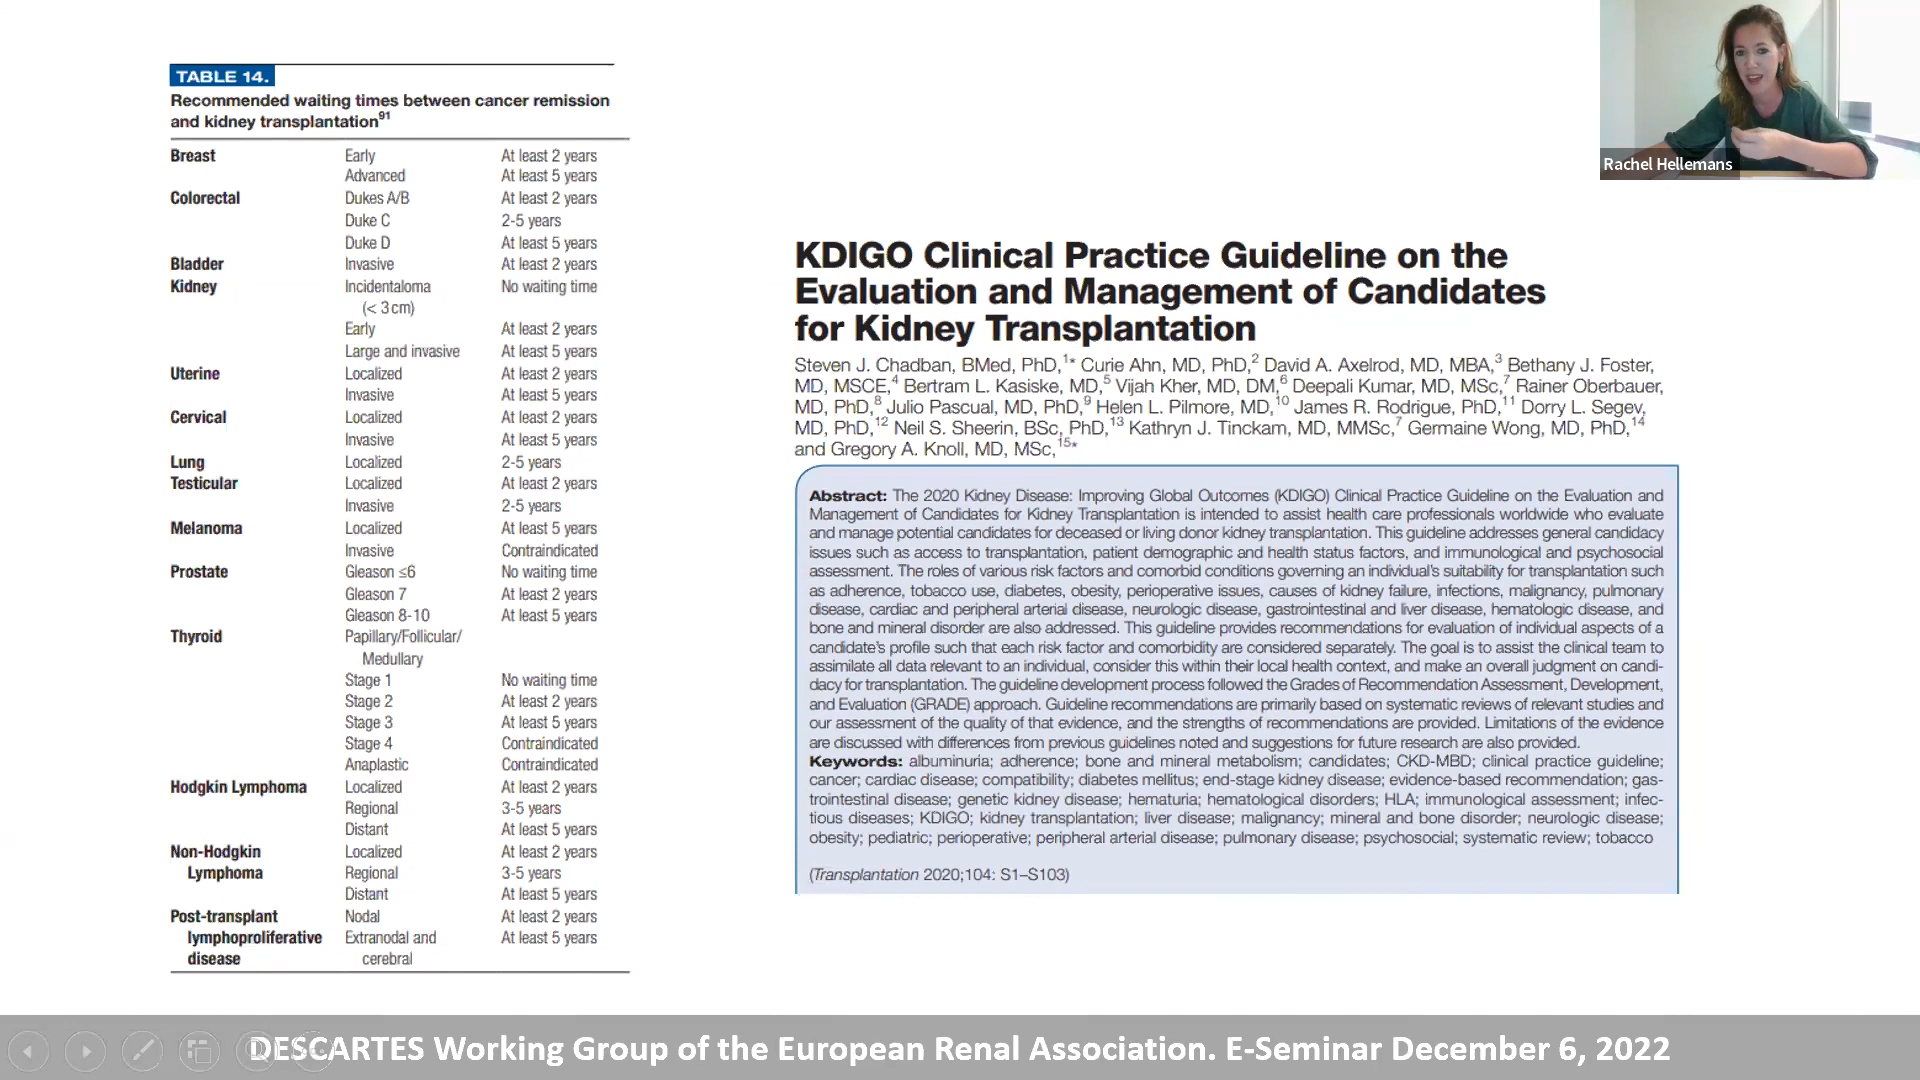 TABLE 14.
Recommended waiting times between cancer remission
and kidney transplantation91
Breast Early At least 2 years
Advanced At least 5 years
Colorectal Dukes A/B At least 2 years
Duke C 2-5 years
Duke D At least 5 years
Bladder Invasive At least 2 years
Kidney Incidentaloma No waiting time
(< 3 cm)
Early At least 2 years
Large and invasive At least 5 years
Uterine Localized At least 2 years
Invasive At least 5 years
Cervical Localized At least 2 years
Invasive At least 5 years
Lung Localized 2-5 years
Testicular Localized At least 2 years
Invasive 2-5 years
Melanoma Localized At least 5 years
Invasive Contraindicated
Prostate Gleason ≤6 No waiting time
Gleason 7 At least 2 years
Gleason 8-10 At least 5 years
Thyroid Papillary/Follicular/
Medullary
Stage 1 No waiting time
Stage 2 At least 2 years
Stage 3 At least 5 years
Stage 4 Contraindicated
Anaplastic Contraindicated
Hodgkin Lymphoma Localized At least 2 years
Regional 3-5 years
Distant At least 5 years
Non-Hodgkin Localized At least 2 years
Lymphoma Regional 3-5 years
Distant At least 5 years
Post-transplant Nodal At least 2 years
lymphoproliferative Extranodal and At least 5 years
disease cerebral
Rachel Hellemans
KDIGO Clinical Practice Guideline on the
Evaluation and Management of Candidates
for Kidney Transplantation
Steven J. Chadban, BMed, PhD,1* Curie Ahn, MD, PhD,2 David A. Axelrod, MD, MBA,3 Bethany J. Foster,
MD, MSCE,4 Bertram L. Kasiske, MD,5 Vijah Kher, MD, DM,6 Deepali Kumar, MD, MSc,7 Rainer Oberbauer,
MD, PhD,8 Julio Pascual, MD, PhD,9 Helen L. Pilmore, MD,10 James R. Rodrigue, PhD,11 Dorry L. Segev,
MD, PhD,12 Neil S. Sheerin, BSc, PhD,13 Kathryn J. Tinckam, MD, MMSc,7 Germaine Wong, MD, PhD,14
and Gregory A. Knoll, MD, MSc,15*
Abstract: The 2020 Kidney Disease: Improving Global Outcomes (KDIGO) Clinical Practice Guideline on the Evaluation and
Management of Candidates for Kidney Transplantation is intended to assist health care professionals worldwide who evaluate
and manage potential candidates for deceased or living donor kidney transplantation. This guideline addresses general candidacy
issues such as access to transplantation, patient demographic and health status factors, and immunological and psychosocial
assessment. The roles of various risk factors and comorbid conditions governing an individual's suitability for transplantation such
as adherence, tobacco use, diabetes, obesity, perioperative issues, causes of kidney failure, infections, malignancy, pulmonary
disease, cardiac and peripheral arterial disease, neurologic disease, gastrointestinal and liver disease, hematologic disease, and
bone and mineral disorder are also addressed. This guideline provides recommendations for evaluation of individual aspects of a
candidate's profile such that each risk factor and comorbidity are considered separately. The goal is to assist the clinical team to
assimilate all data relevant to an individual, consider this within their local health context, and make an overall judgment on candi-
dacy for transplantation. The guideline development process followed the Grades of Recommendation Assessment, Development,
and Evaluation (GRADE) approach. Guideline recommendations are primarily based on systematic reviews of relevant studies and
our assessment of the quality of that evidence, and the strengths of recommendations are provided. Limitations of the evidence
are discussed with differences from previous guidelines noted and suggestions for future research are also provided.
Keywords: albuminuria; adherence; bone and mineral metabolism; candidates; CKD-MBD; clinical practice guideline;
cancer; cardiac disease; compatibility; diabetes mellitus; end-stage kidney disease; evidence-based recommendation; gas-
trointestinal disease; genetic kidney disease; hematuria; hematological disorders; HLA; immunological assessment; infec-
tious diseases; KDIGO; kidney transplantation; liver disease; malignancy; mineral and bone disorder; neurologic disease;
obesity; pediatric; perioperative; peripheral arterial disease; pulmonary disease; psychosocial; systematic review; tobacco
(Transplantation 2020;104: S1–S103)
DESCARTES Working Group of the European Renal Association. E-Seminar December 6, 2022